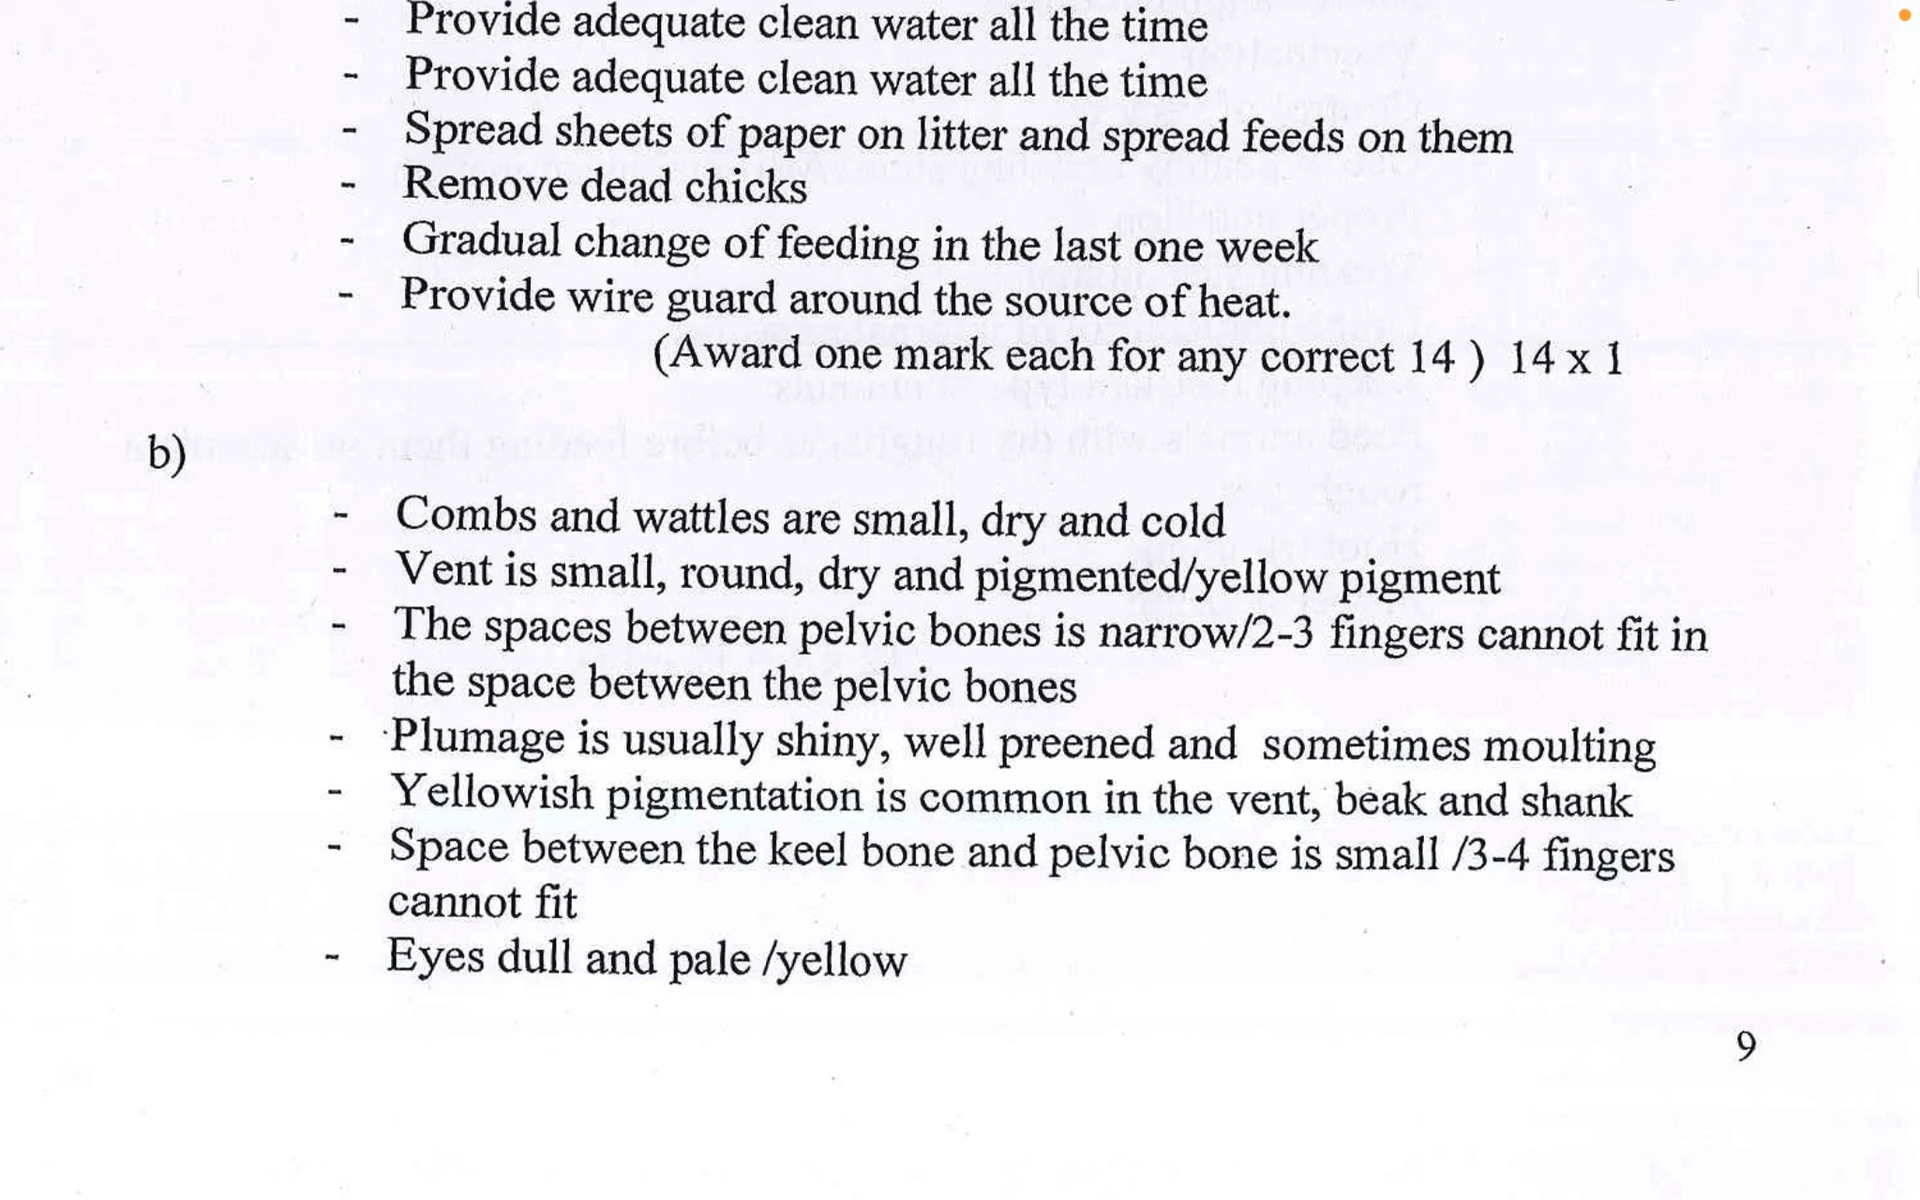 - Provide adequate clean water all the time
- Provide adequate clean water all the time
- Spread sheets of paper on litter and spread feeds on them
- Remove dead chicks
- Gradual change of feeding in the last one week
- Provide wire guard around the source of heat.
(Award one mark each for any correct 14 ) 14 x 1
b)
- Combs and wattles are small, dry and cold
- Vent is small, round, dry and pigmented/yellow pigment
- The spaces between pelvic bones is narrow/2-3 fingers cannot fit in
the space between the pelvic bones
- Plumage is usually shiny, well preened and sometimes moulting
- Yellowish pigmentation is common in the vent, beak and shank
- Space between the keel bone and pelvic bone is small /3-4 fingers
cannot fit
- Eyes dull and pale /yellow
9